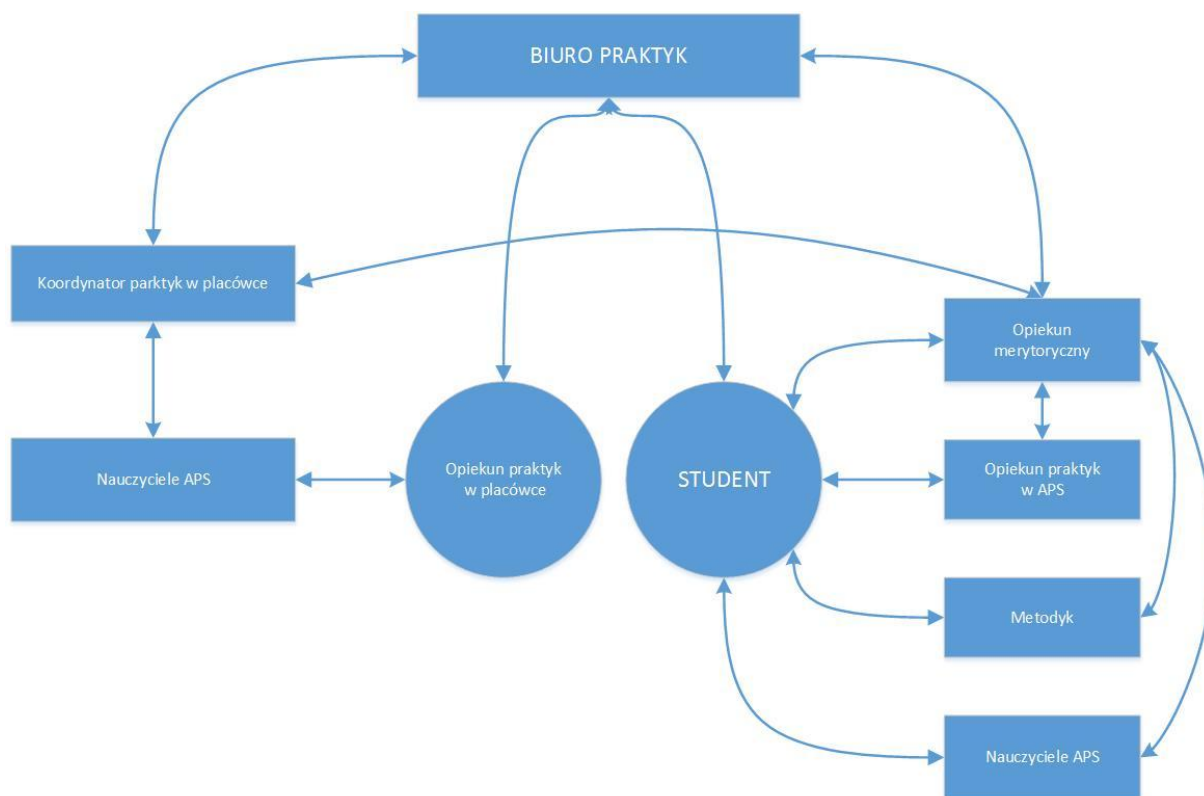 BIURO PRAKTYK
Koordynator parktyk w placówce
Opiekun
merytoryczny
Nauczyciele APS
Opiekun praktyk
w placówce
STUDENT
Opiekun praktyk
w APS
Metodyk
Nauczyciele APS